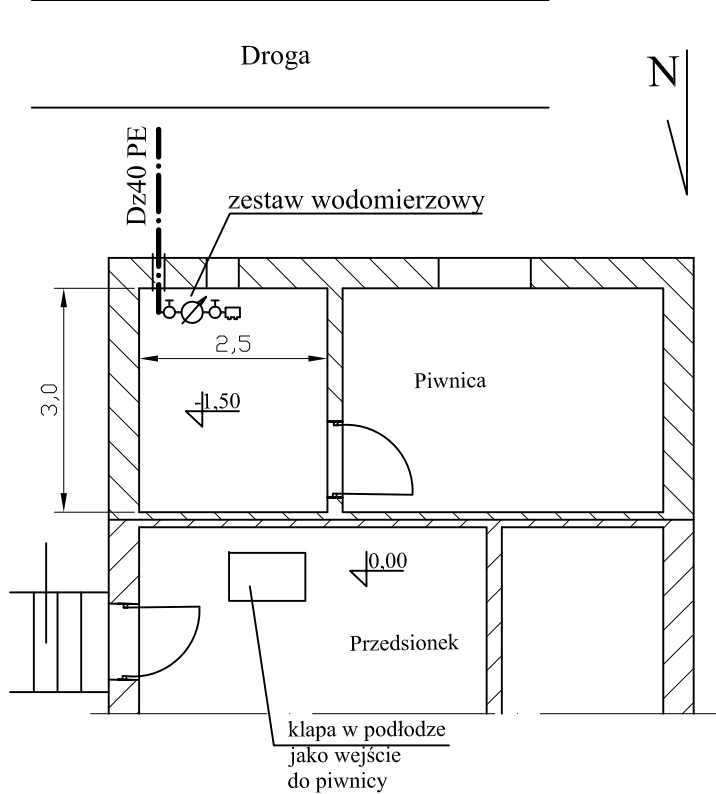 Droga
N
Dz40 PE
zestaw wodomierzowy
2,5
3,0
Piwnica
-1,50
0,00
Przedsionek
klapa w podłodze
jako wejście
do piwnicy